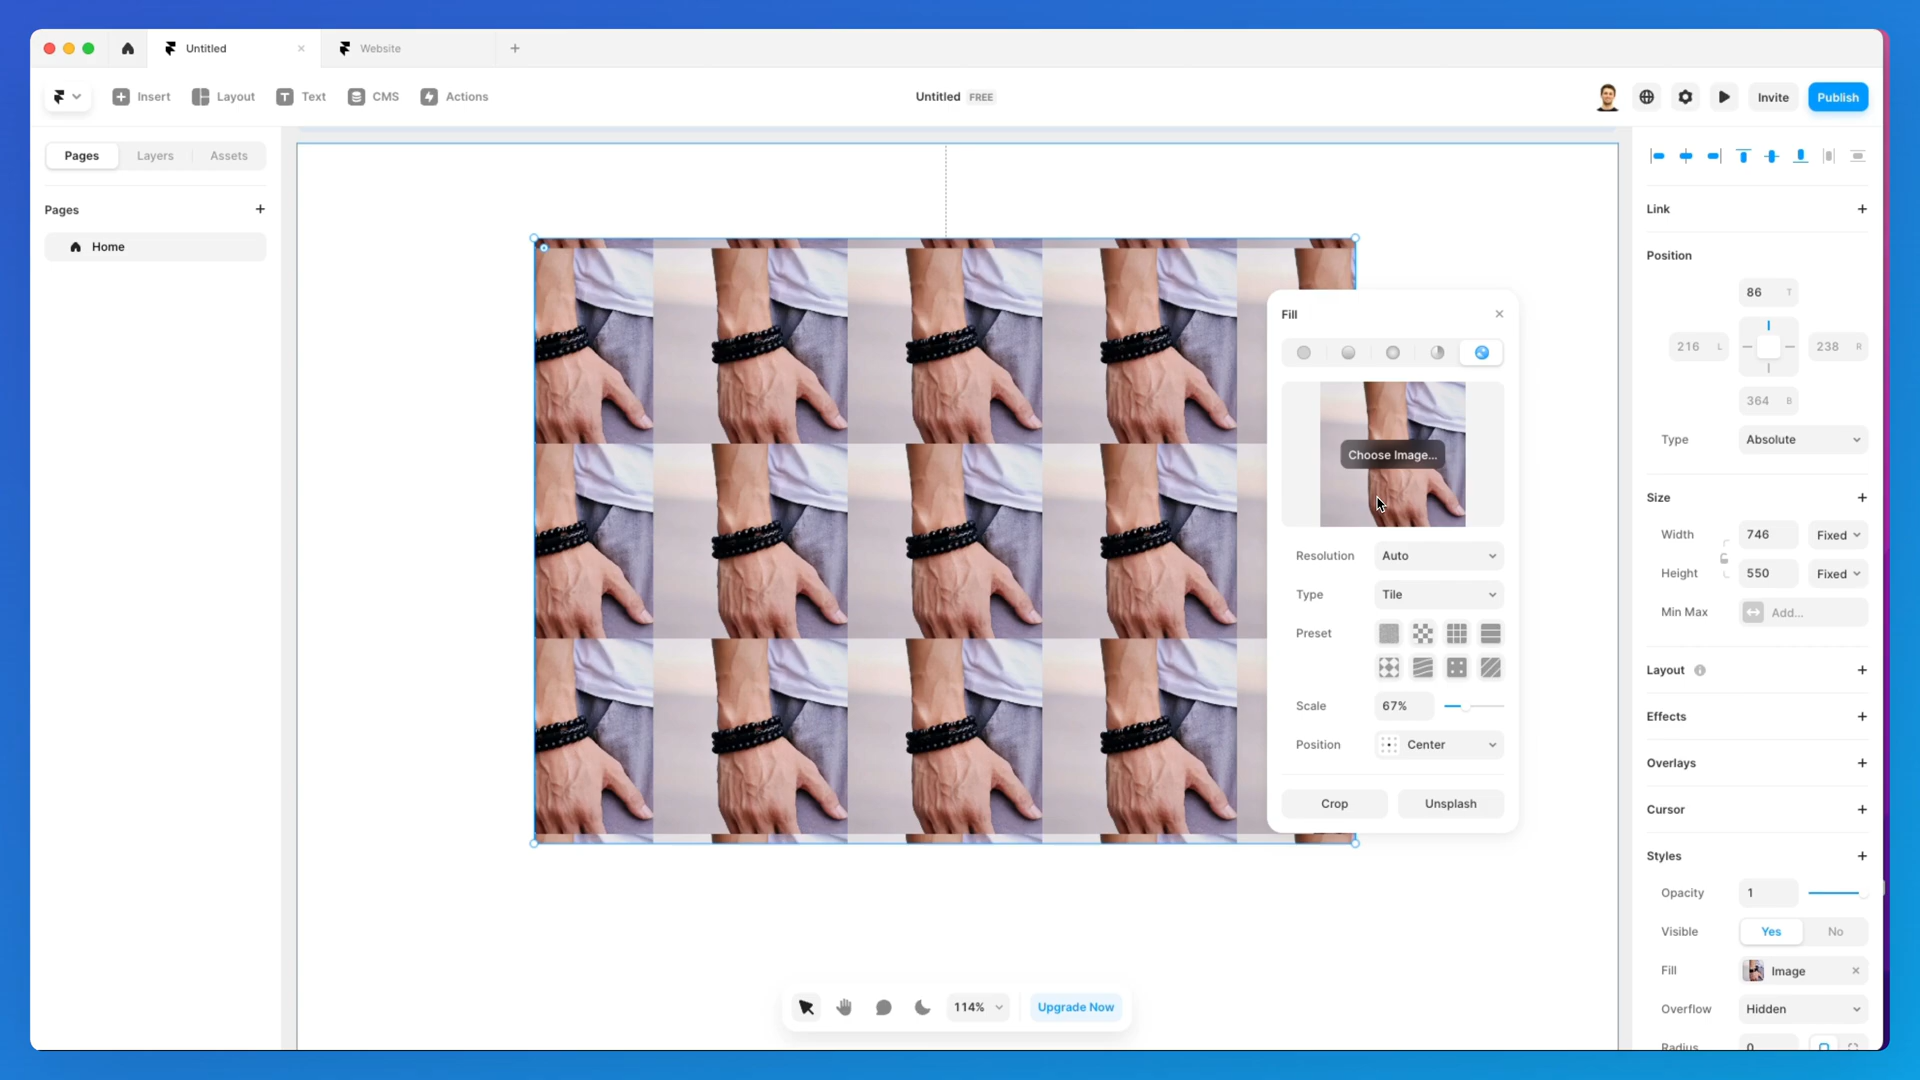 Untitled
Website
Insert
Layout
Text
CMS
Actions
Untitled FREE
Invite
Publish
Pages
Layers
Assets
Pages
Home
Fill
Choose Image...
Resolution
Auto
Type
Tile
Preset
Scale
67%
Position
Center
Crop
Unsplash
114%
Upgrade Now
Link
Position
86 T
216 L
238 R
364 B
Type
Absolute
Size
Width
746
Fixed
Height
550
Fixed
Min Max
Add...
Layout
Effects
Overlays
Cursor
Styles
Opacity
1
Visible
Yes
No
Fill
Image
Overflow
Hidden
Radius
0